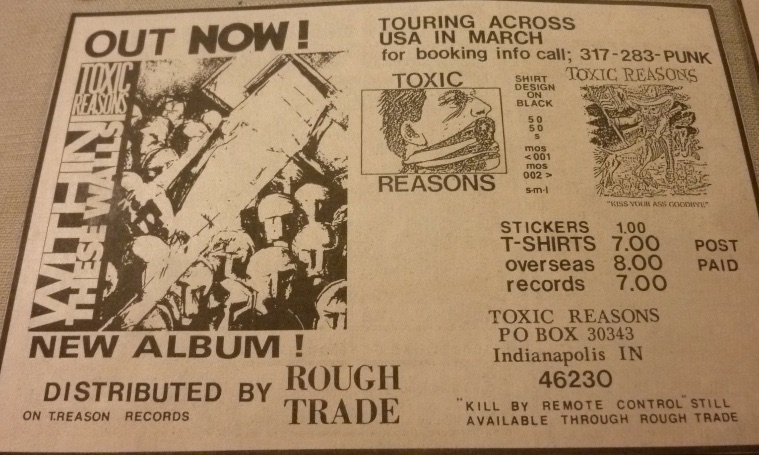 OUT NOW!
TOXIC
REASONS
WITHIN
THESE WALLS
NEW ALBUM!
DISTRIBUTED BY ROUGH TRADE
ON T.REASON RECORDS
TOURING ACROSS
USA IN MARCH
for booking info call; 317-283-PUNK
TOXIC
REASONS
SHIRT
DESIGN
ON
BLACK
50
50
s
mos
<001
mos
002 >
s-m-l
TOXIC REASONS
"KISS YOUR ASS GOODBYE"
STICKERS 1.00
T-SHIRTS 7.00 POST
overseas 8.00 PAID
records 7.00
TOXIC REASONS
PO BOX 30343
Indianapolis IN
46230
"KILL BY REMOTE CONTROL" STILL
AVAILABLE THROUGH ROUGH TRADE